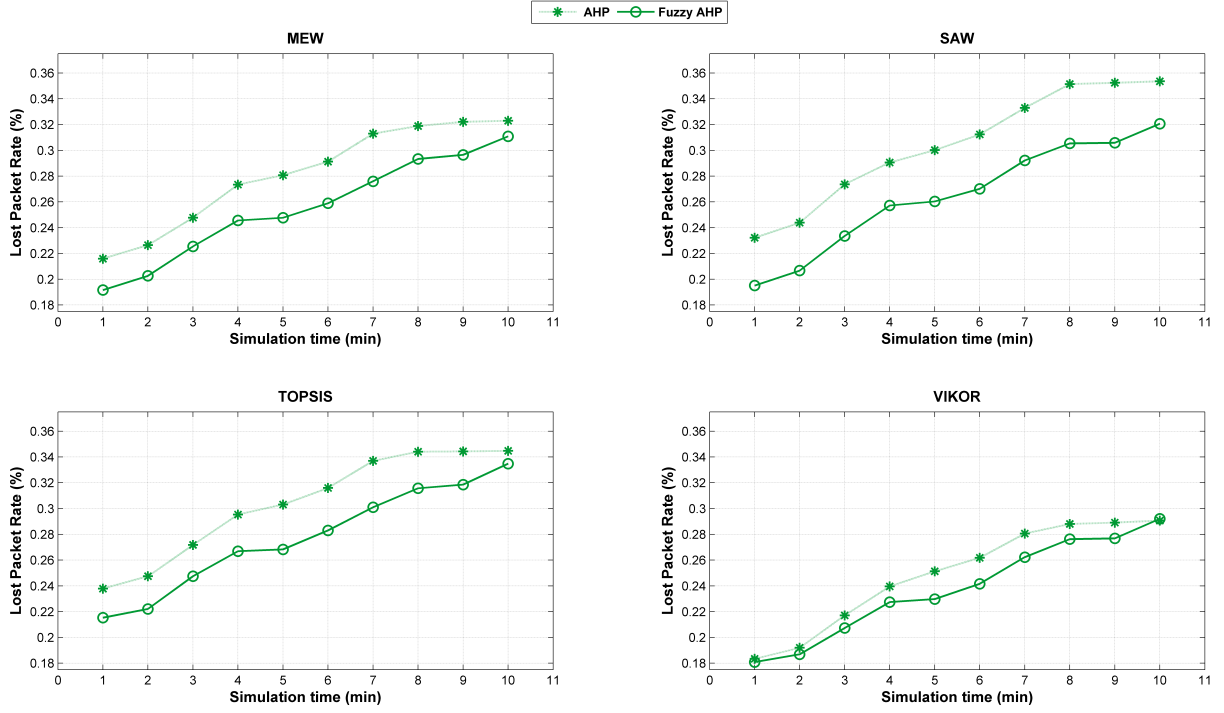 AHP Fuzzy AHP
MEW
Lost Packet Rate (%)
0.36
0.34
0.32
0.3
0.28
0.26
0.24
0.22
0.2
0.18
0 1 2 3 4 5 6 7 8 9 10 11
Simulation time (min)
SAW
Lost Packet Rate (%)
0.36
0.34
0.32
0.3
0.28
0.26
0.24
0.22
0.2
0.18
0 1 2 3 4 5 6 7 8 9 10 11
Simulation time (min)
TOPSIS
Lost Packet Rate (%)
0.36
0.34
0.32
0.3
0.28
0.26
0.24
0.22
0.2
0.18
0 1 2 3 4 5 6 7 8 9 10 11
Simulation time (min)
VIKOR
Lost Packet Rate (%)
0.36
0.34
0.32
0.3
0.28
0.26
0.24
0.22
0.2
0.18
0 1 2 3 4 5 6 7 8 9 10 11
Simulation time (min)